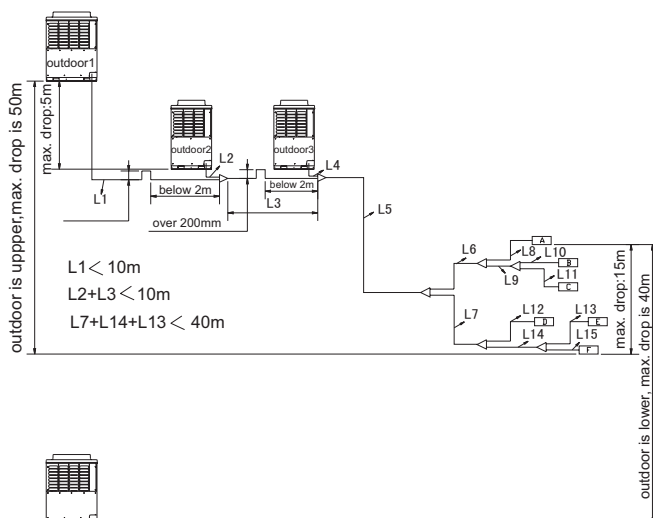 outdoor1
outdoor is uppper,max. drop is 50m
max. drop:5m
outdoor2
outdoor3
L2
L4
L1
below 2m
below 2m
L3
over 200mm
L5
L1< 10m
L2+L3<10m
L7+L14+L13< 40m
L6
L8
L10
A
B
L9
L11
C
L7
L12
L13
D
E
L14
L15
F
max. drop:15m
outdoor is lower, max. drop is 40m